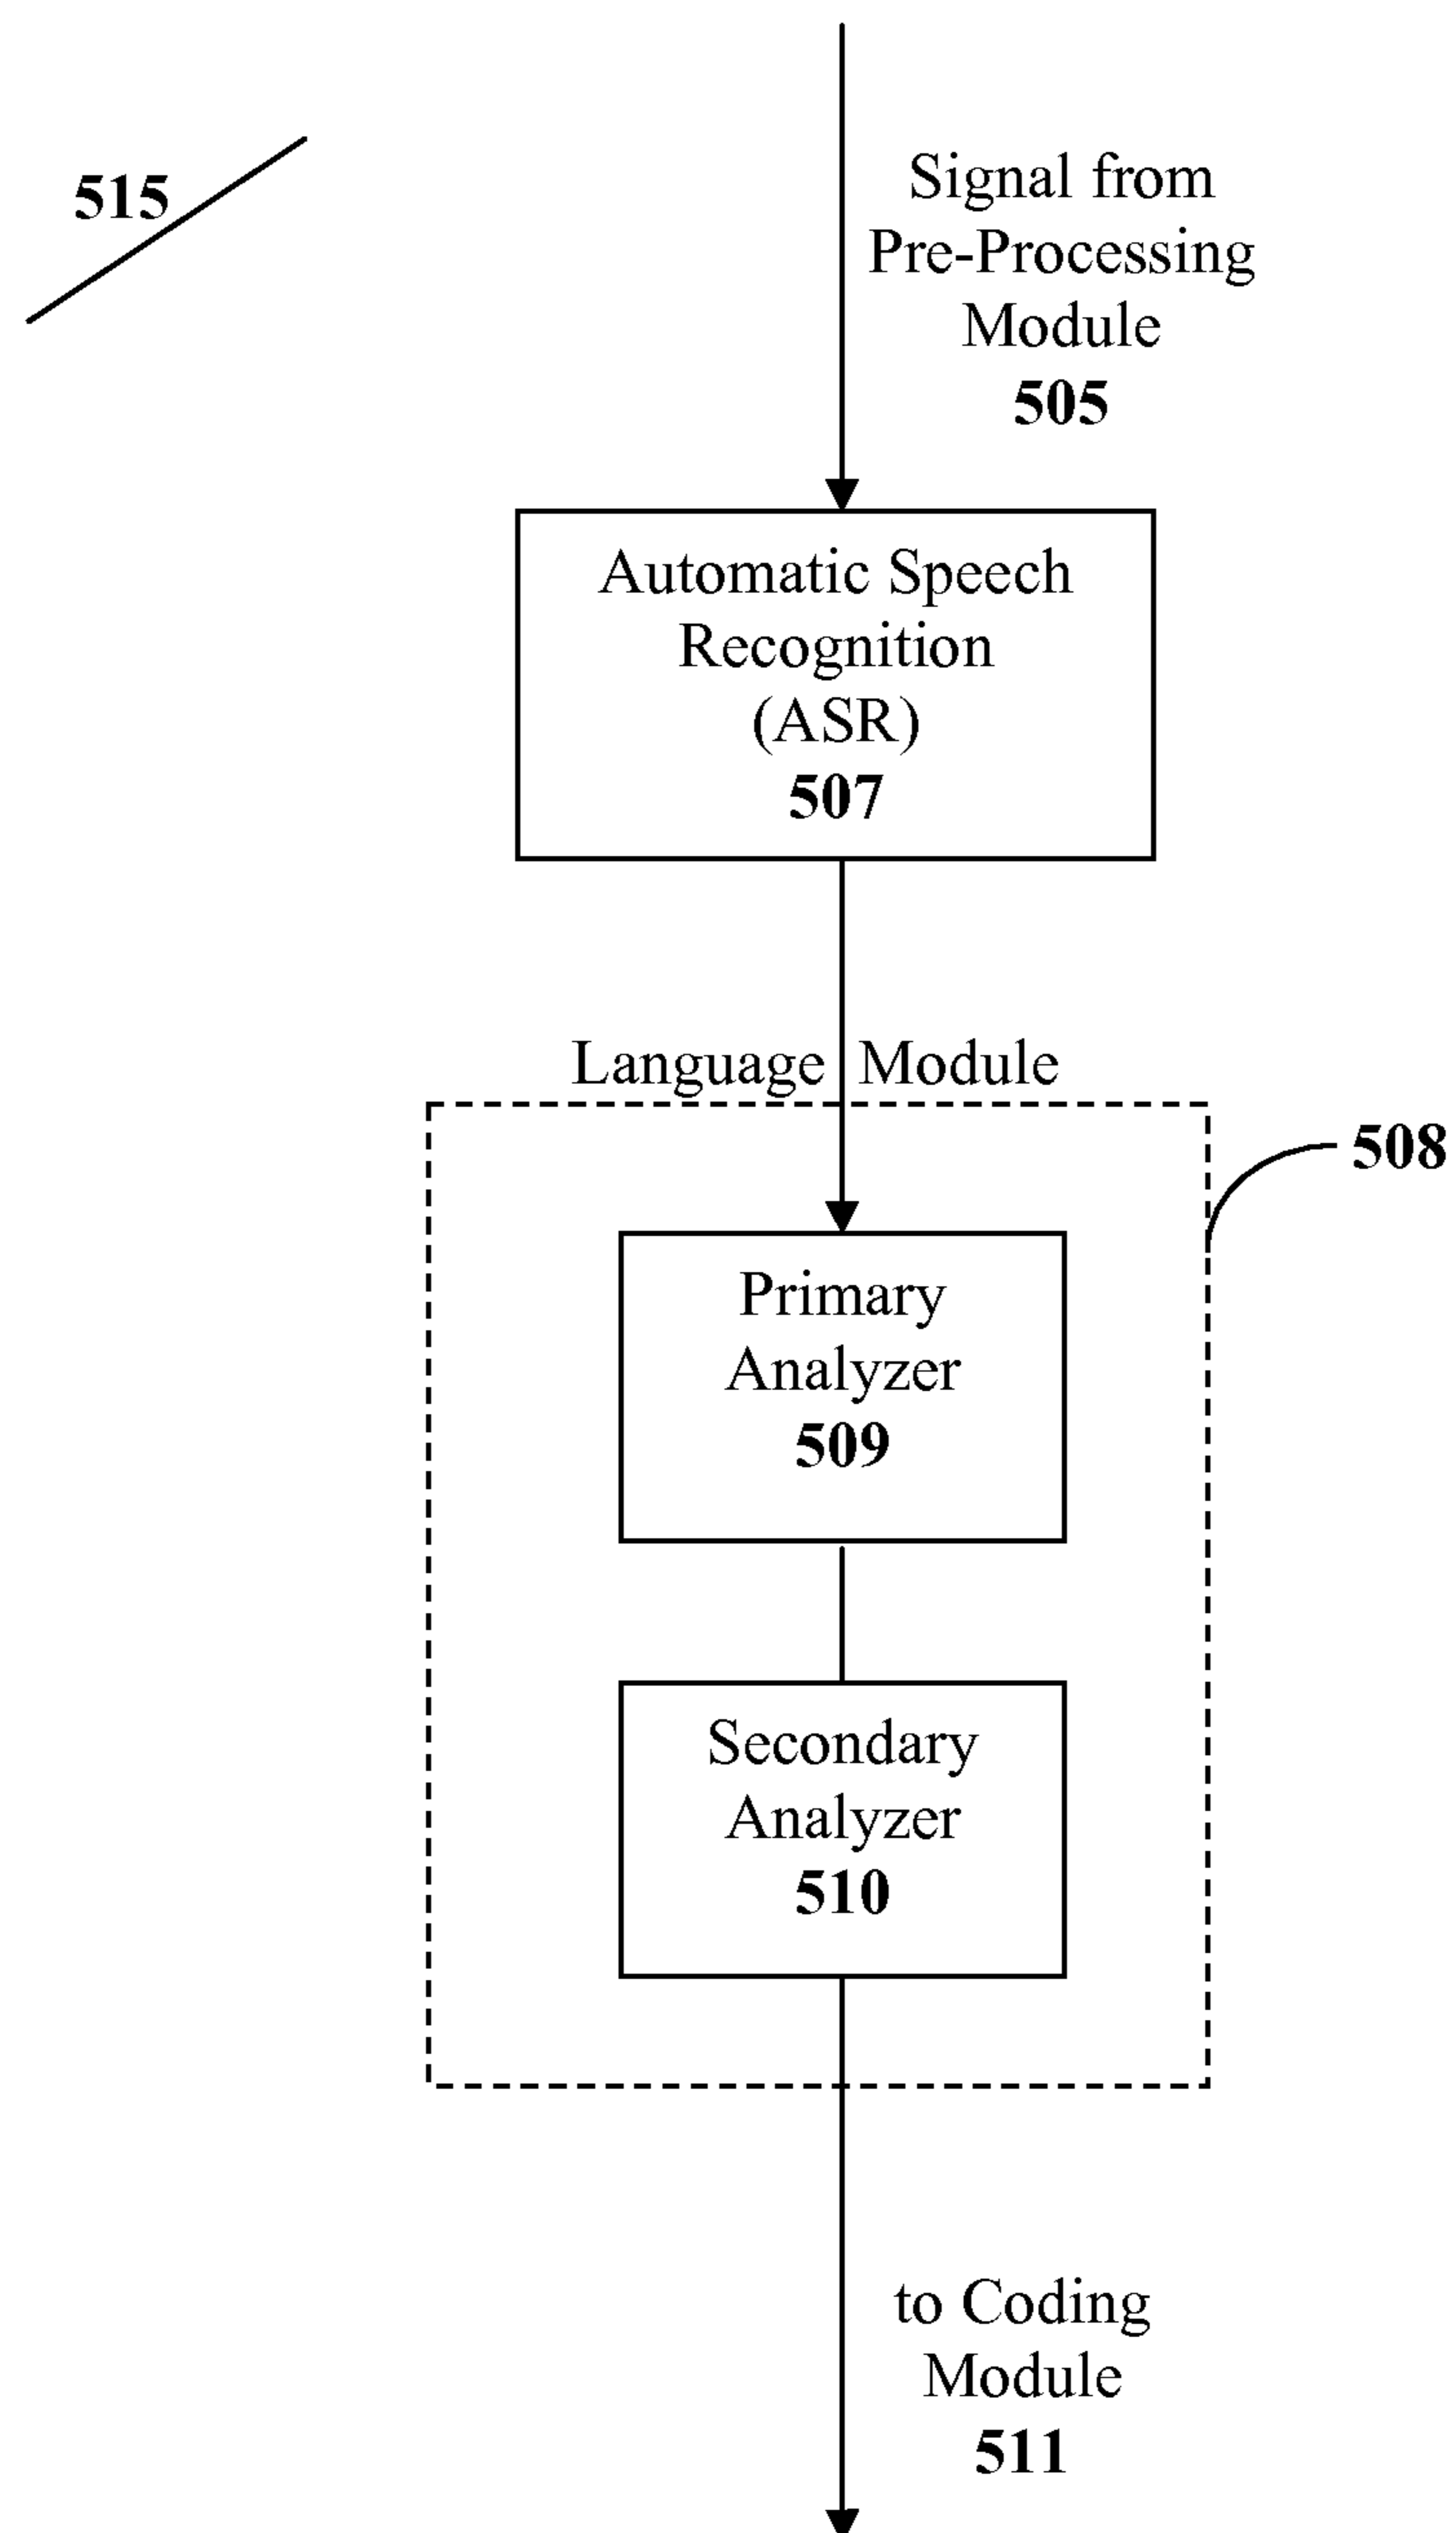 515
Signal from
Pre-Processing
Module
505
Automatic Speech
Recognition
(ASR)
507
Language Module
508
Primary
Analyzer
509
Secondary
Analyzer
510
to Coding
Module
511